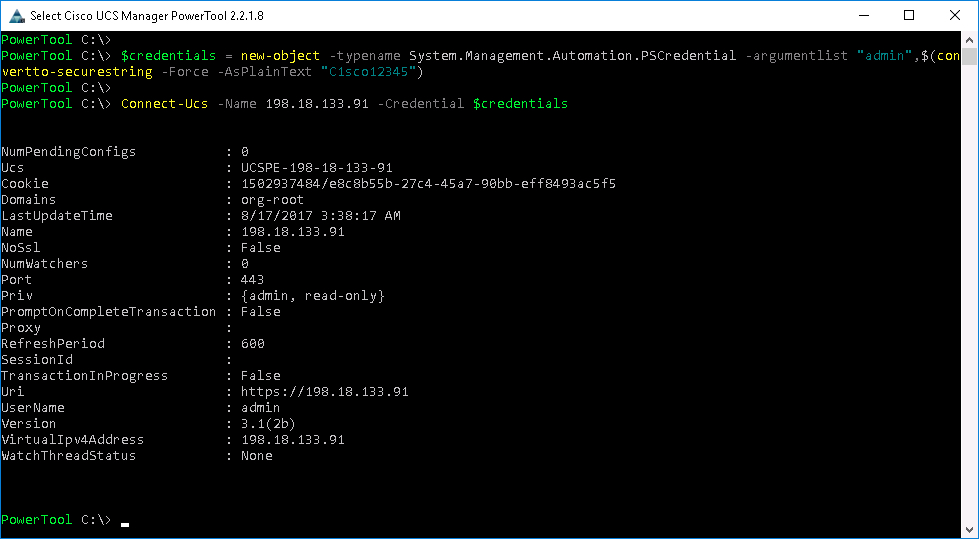 Select Cisco UCS Manager PowerTool 2.2.1.8
PowerTool C:\>
PowerTool C:\> $credentials = new-object -typename System.Management.Automation.PSCredential -argumentlist "admin",$(con
vertto-securestring -Force -AsPlainText "C1sco12345")
PowerTool C:\>
PowerTool C:\> Connect-Ucs -Name 198.18.133.91 -Credential $credentials
NumPendingConfigs : 0
Ucs : UCSPE-198-18-133-91
Cookie : 1502937484/e8c8b55b-27c4-45a7-90bb-eff8493ac5f5
Domains : org-root
LastUpdateTime : 8/17/2017 3:38:17 AM
Name : 198.18.133.91
NoSsl : False
NumWatchers : 0
Port : 443
Priv : {admin, read-only}
PromptOnCompleteTransaction : False
Proxy :
RefreshPeriod : 600
SessionId :
TransactionInProgress : False
Uri : https://198.18.133.91
UserName : admin
Version : 3.1(2b)
VirtualIpv4Address : 198.18.133.91
WatchThreadStatus : None
PowerTool C:\>